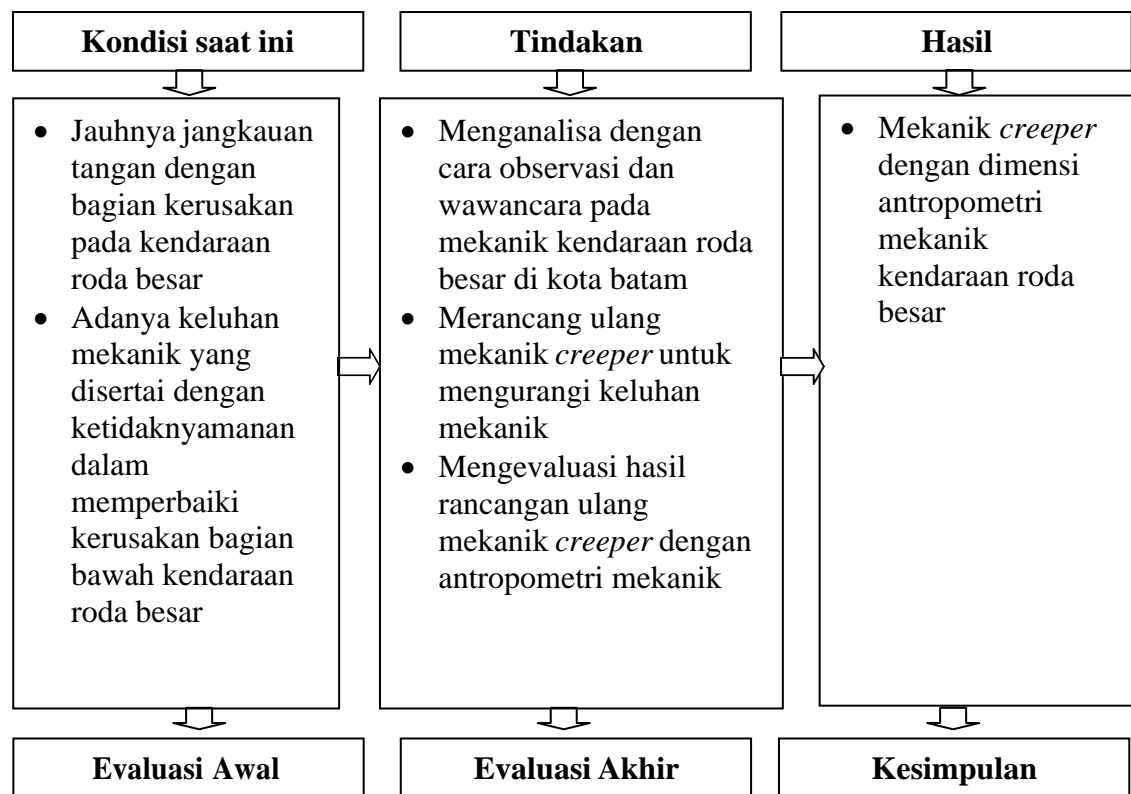 Kondisi saat ini
Tindakan
Hasil
• Jauhnya jangkauan
tangan dengan
bagian kerusakan
pada kendaraan
roda besar
• Adanya keluhan
mekanik yang
disertai dengan
ketidaknyamanan
dalam
memperbaiki
kerusakan bagian
bawah kendaraan
roda besar
• Menganalisa dengan
cara observasi dan
wawancara pada
mekanik kendaraan roda
besar di kota batam
• Merancang ulang
mekanik creeper untuk
mengurangi keluhan
mekanik
• Mengevaluasi hasil
rancangan ulang
mekanik creeper dengan
antropometri mekanik
• Mekanik creeper
dengan dimensi
antropometri
mekanik
kendaraan roda
besar
Evaluasi Awal
Evaluasi Akhir
Kesimpulan